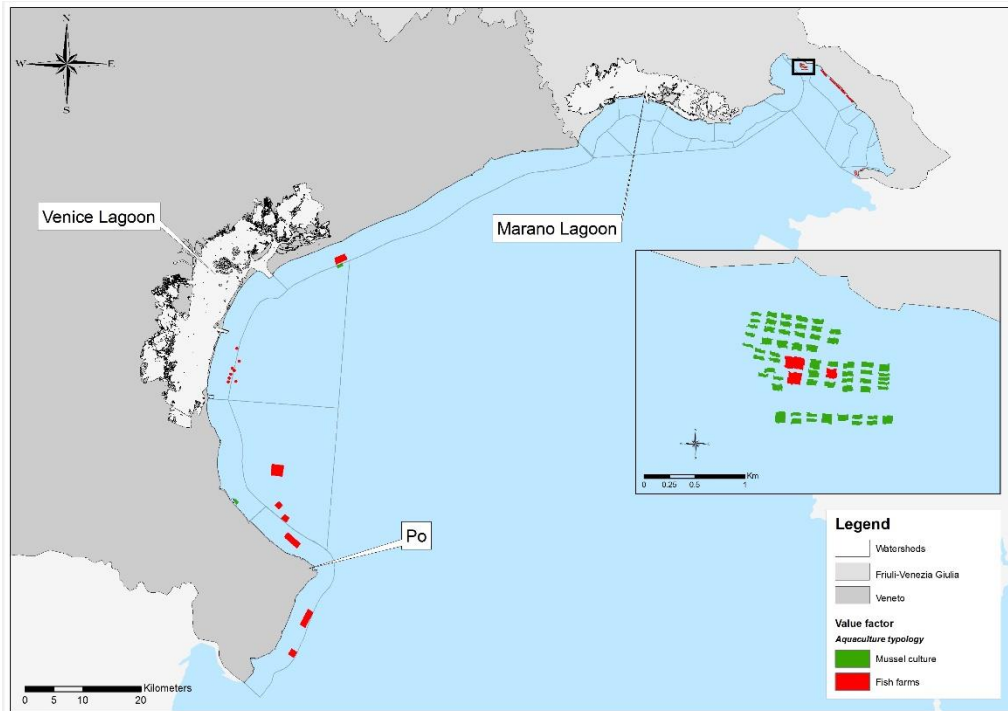 N
W
E
S
Venice Lagoon
Marano Lagoon
Po
Km
0 0.25 0.5 1
Kilometers
0 5 10 20
Legend
Watersheds
Friuli-Venezia Giulia
Veneto
Value factor
Aquaculture typology
Mussel culture
Fish farms